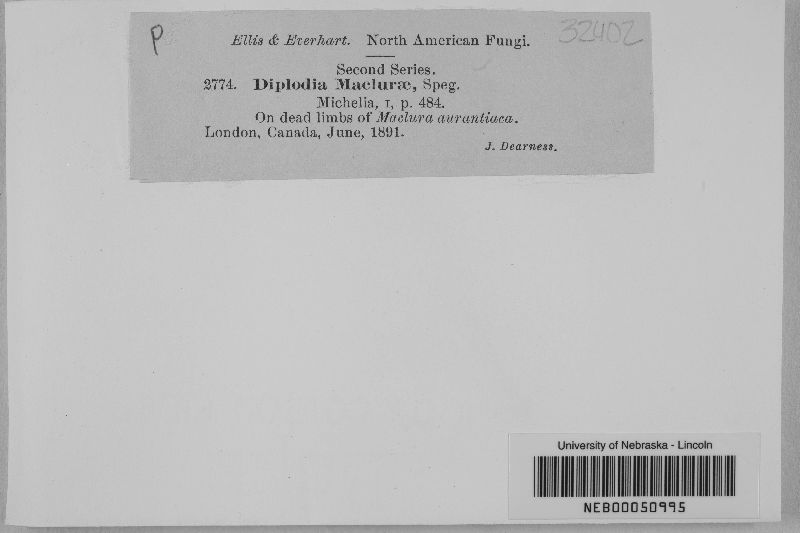 P
32402
Ellis & Everhart. North American Fungi.
Second Series.
2774. Diplodia Macluræ, Speg.
Michelia, I, p. 484.
On dead limbs of Maclura aurantiaca.
London, Canada, June, 1891.
J. Dearness.
University of Nebraska - Lincoln
NEB00050995